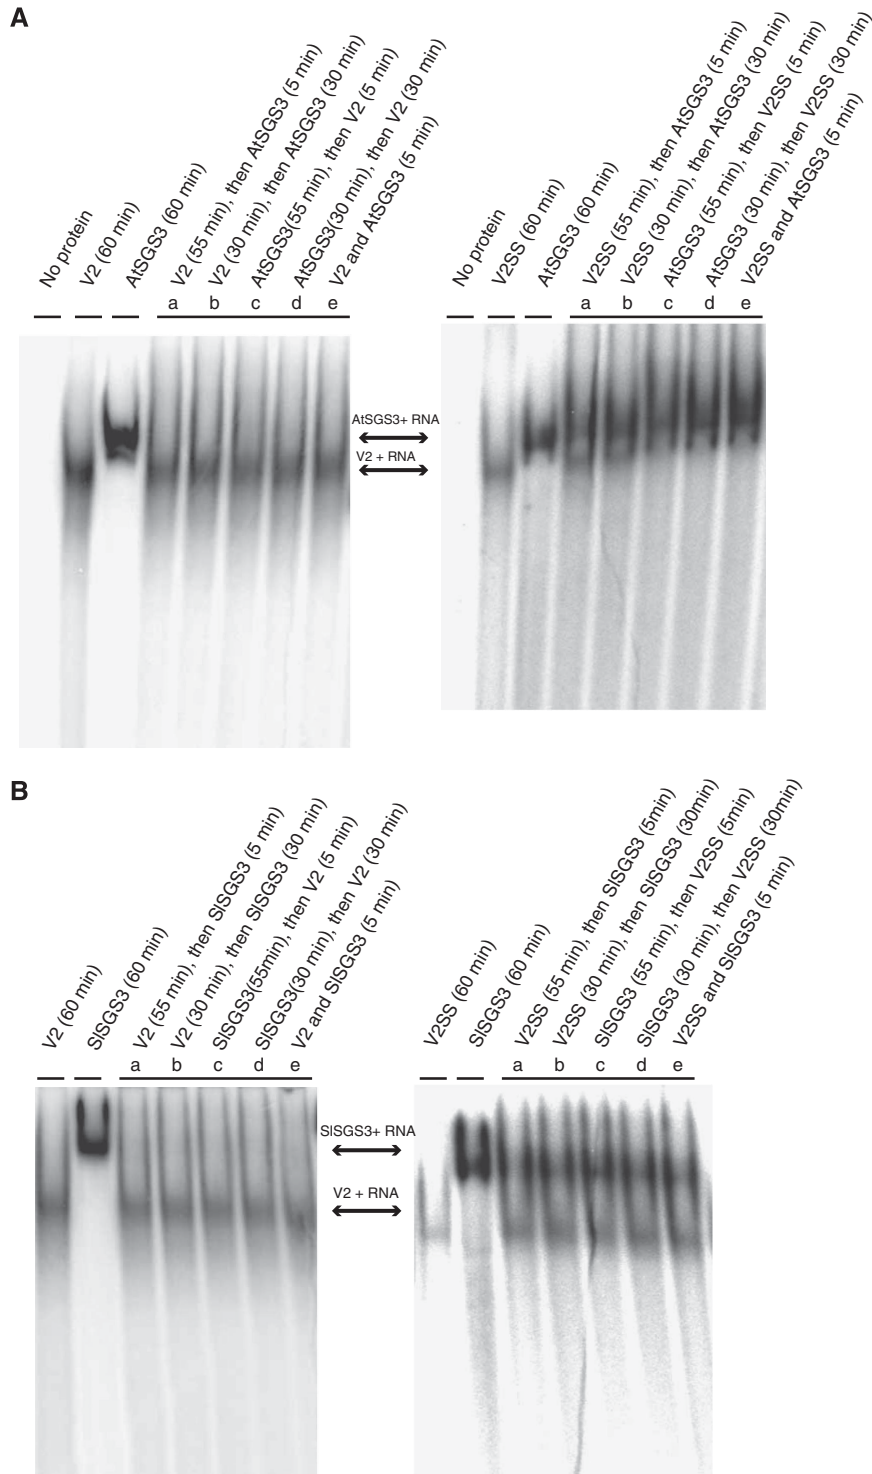 A
No protein
V2 (60 min)
AtSGS3 (60 min)
V2 (55 min), then AtSGS3 (5 min)
V2 (30 min), then AtSGS3 (30 min)
AtSGS3(55 min), then V2 (5 min)
AtSGS3(30 min), then V2 (30 min)
V2 and AtSGS3 (5 min)
a b c d e
No protein
V2SS (60 min)
AtSGS3 (60 min)
V2SS (55 min), then AtSGS3 (5 min)
V2SS (30 min), then AtSGS3 (30 min)
AtSGS3 (55 min), then V2SS (5 min)
AtSGS3 (30 min), then V2SS (30 min)
V2SS and AtSGS3 (5 min)
a b c d e
AtSGS3+ RNA
V2 + RNA
B
V2 (60 min)
SlSGS3 (60 min)
V2 (55 min), then SlSGS3 (5 min)
V2 (30 min), then SlSGS3 (30 min)
SlSGS3(55min), then V2 (5 min)
SlSGS3(30 min), then V2 (30 min)
V2 and SlSGS3 (5 min)
a b c d e
V2SS (60 min)
SlSGS3 (60 min)
V2SS (55 min), then SlSGS3 (5min)
V2SS (30 min), then SlSGS3 (30min)
SlSGS3 (55 min), then V2SS (5min)
SlSGS3 (30 min), then V2SS (30min)
V2SS and SlSGS3 (5 min)
a b c d e
SlSGS3+ RNA
V2 + RNA